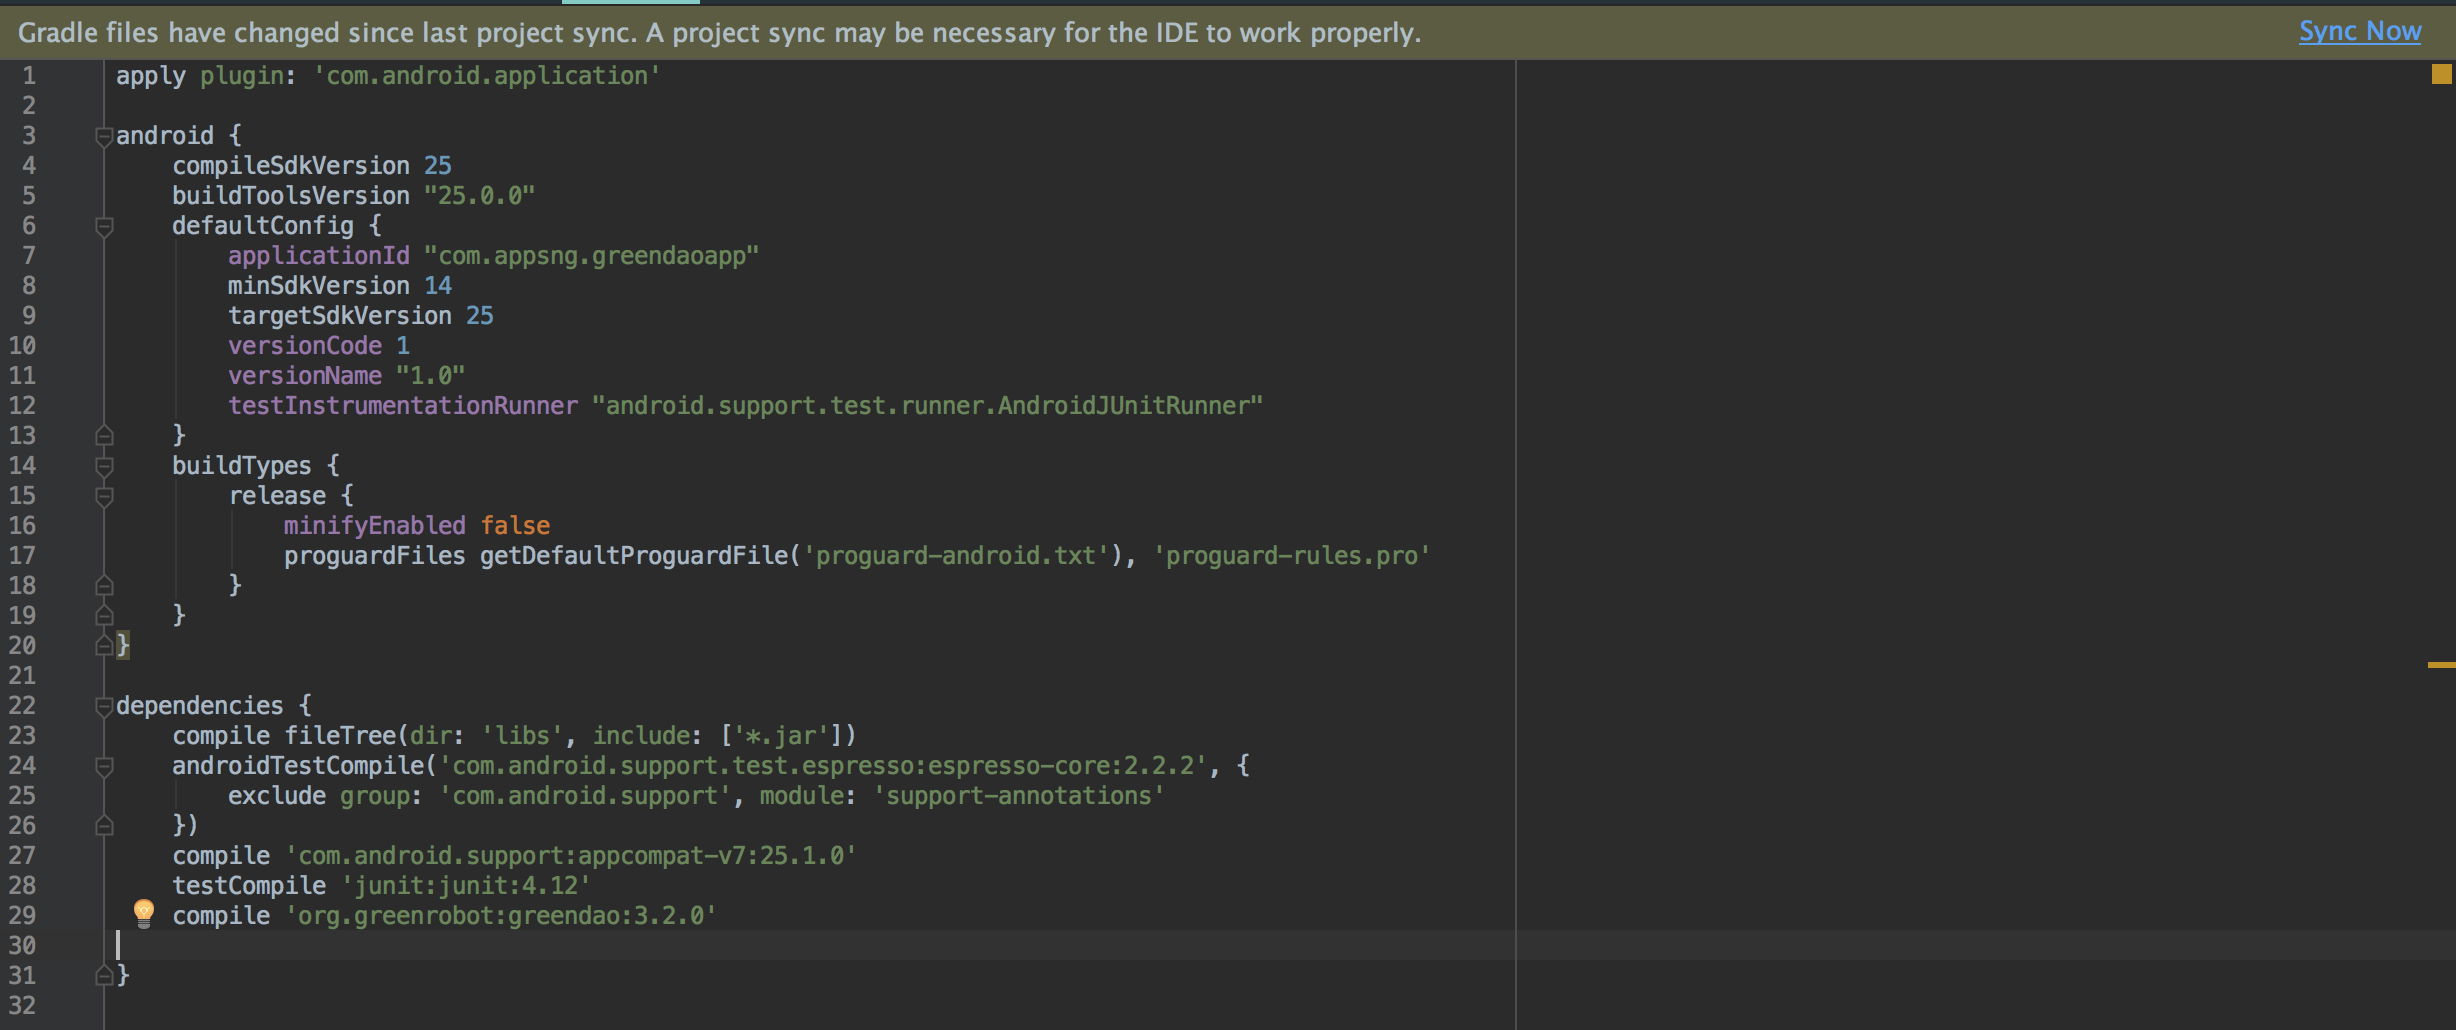 Gradle files have changed since last project sync. A project sync may be necessary for the IDE to work properly. Sync Now
1 apply plugin: 'com.android.application'
2
3 android {
4     compileSdkVersion 25
5     buildToolsVersion "25.0.0"
6     defaultConfig {
7         applicationId "com.appsng.greendaoapp"
8         minSdkVersion 14
9         targetSdkVersion 25
10         versionCode 1
11         versionName "1.0"
12         testInstrumentationRunner "android.support.test.runner.AndroidJUnitRunner"
13     }
14     buildTypes {
15         release {
16             minifyEnabled false
17             proguardFiles getDefaultProguardFile('proguard-android.txt'), 'proguard-rules.pro'
18         }
19     }
20 }
21
22 dependencies {
23     compile fileTree(dir: 'libs', include: ['*.jar'])
24     androidTestCompile('com.android.support.test.espresso:espresso-core:2.2.2', {
25         exclude group: 'com.android.support', module: 'support-annotations'
26     })
27     compile 'com.android.support:appcompat-v7:25.1.0'
28     testCompile 'junit:junit:4.12'
29     compile 'org.greenrobot:greendao:3.2.0'
30
31 }
32